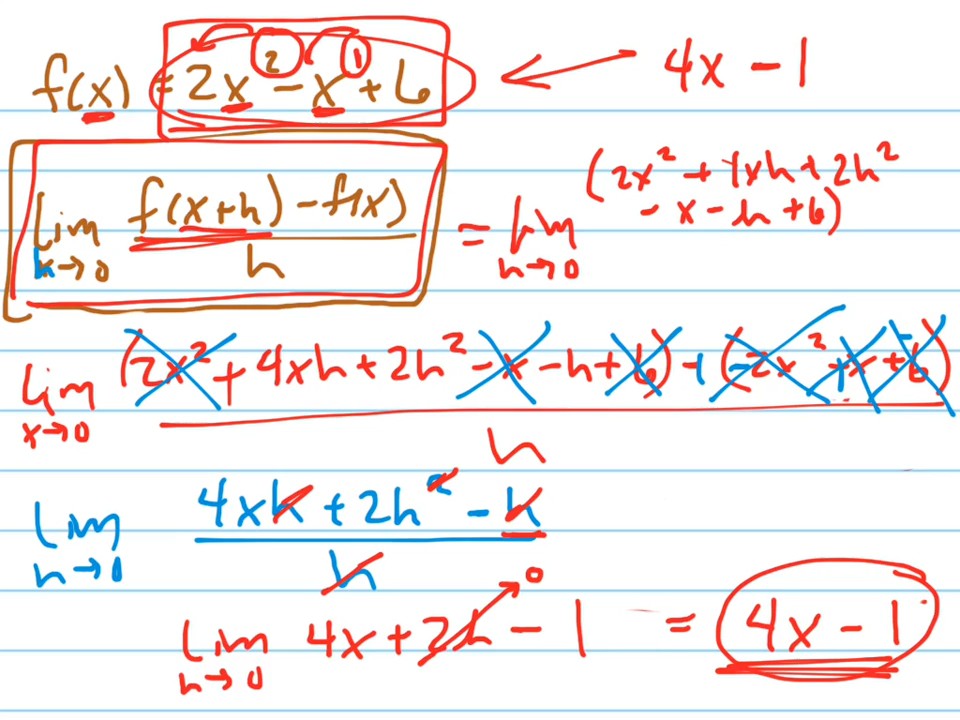 f(x) = 2x² - x + 6 ← 4x - 1
lim x→0 f(x+h) - f(x) / h = lim h→0 (2x² + 4xh + 2h² - x - h + 6)
lim x→0 (2x² + 4xh + 2h² - x - h + 6) + (-2x² + x + 6) / h
lim h→0 4xh + 2h² - h / h
lim h→0 4x + 2h → 0 - 1 = 4x - 1